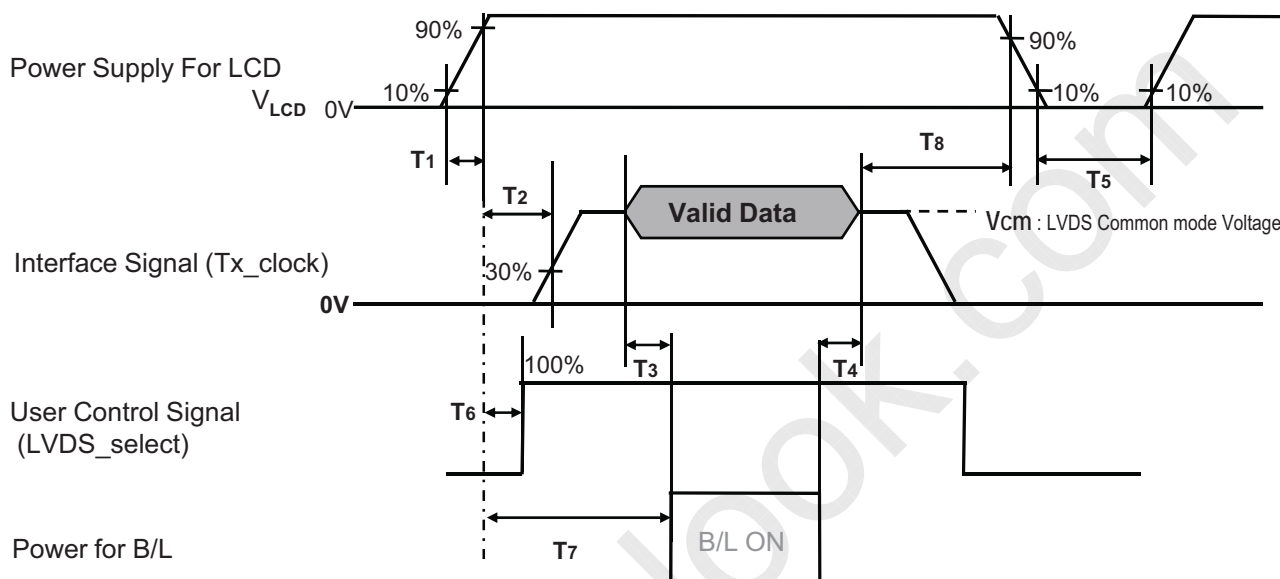 90%
90%
Power Supply For LCD
10%
10%
10%
VLCD
0V
T1
T8
T5
T2
Valid Data
Vcm : LVDS Common mode Voltage
Interface Signal (Tx_clock)
30%
0V
100%
T3
T4
User Control Signal
(LVDS_select)
T6
Power for B/L
T7
B/L ON
look.com